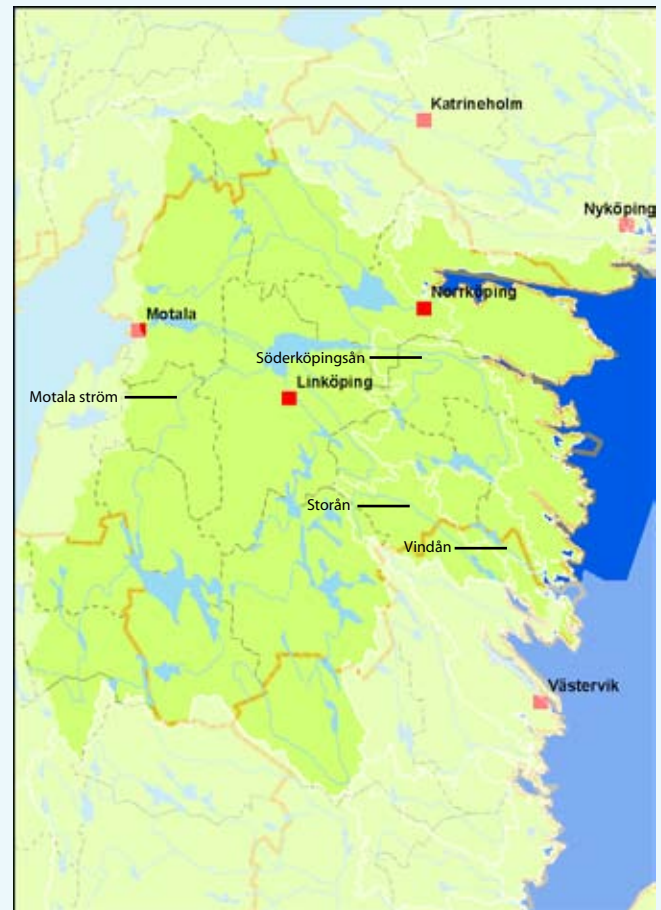 Katrineholm
Nyköping
Norrköping
Motala
Söderköpingsån
Linköping
Motala ström
Storån
Vindån
Västervik